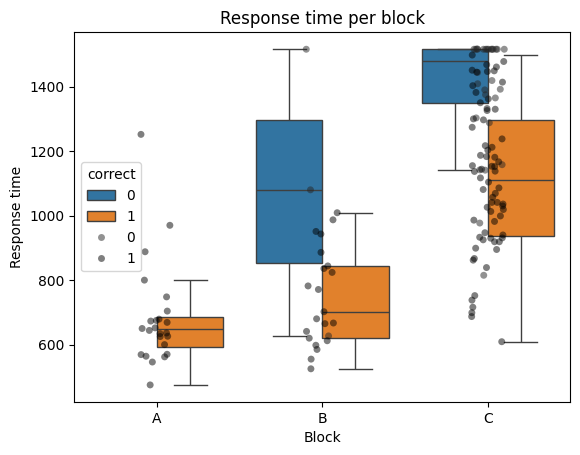 Response time per block
Response time
1400
1200
1000
800
600
correct
0
1
0
1
A
B
C
Block